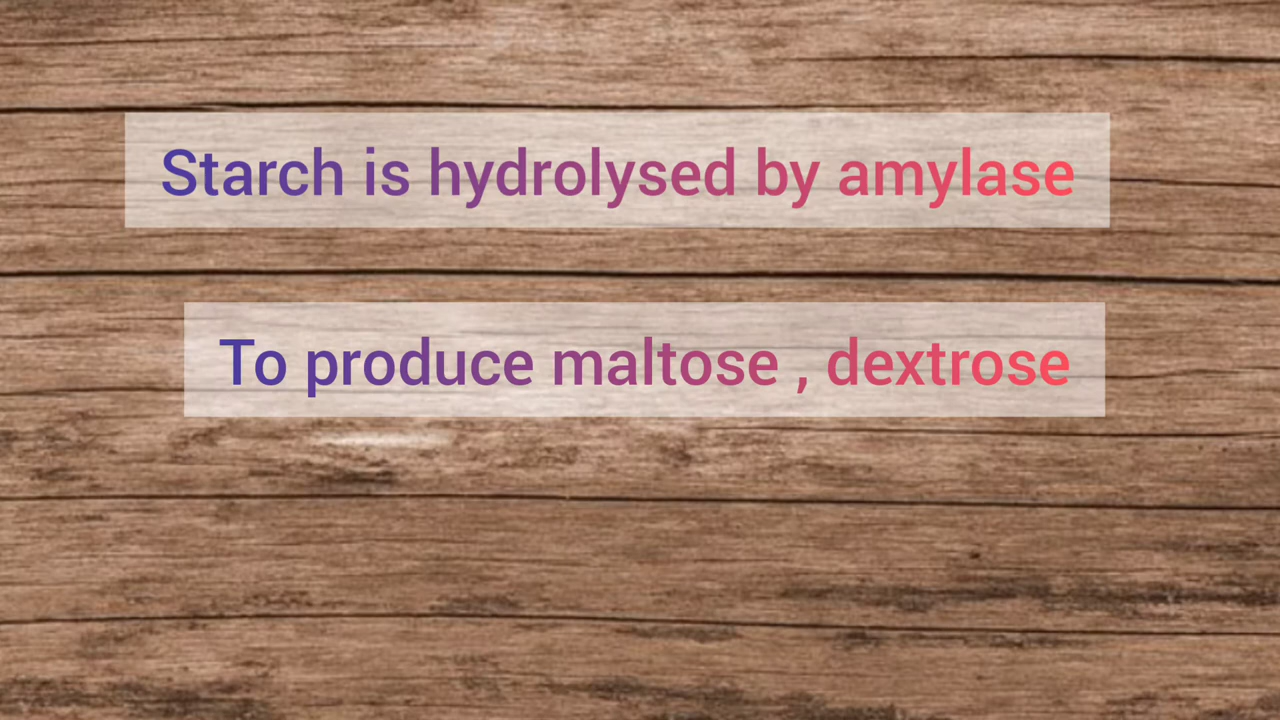 Starch is hydrolysed by amylase
To produce maltose , dextrose